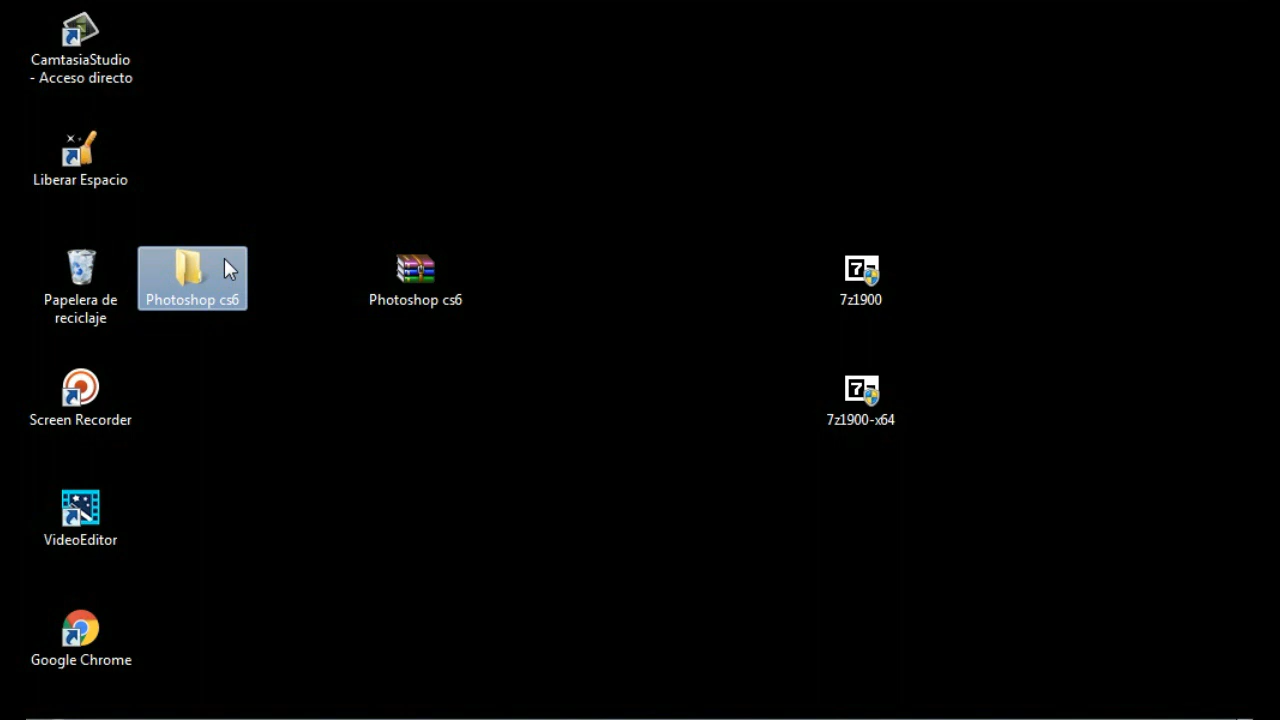 CamtasiaStudio
- Acceso directo
Liberar Espacio
Papelera de
reciclaje
Photoshop cs6
Photoshop cs6
7z1900
Screen Recorder
7z1900-x64
VideoEditor
Google Chrome